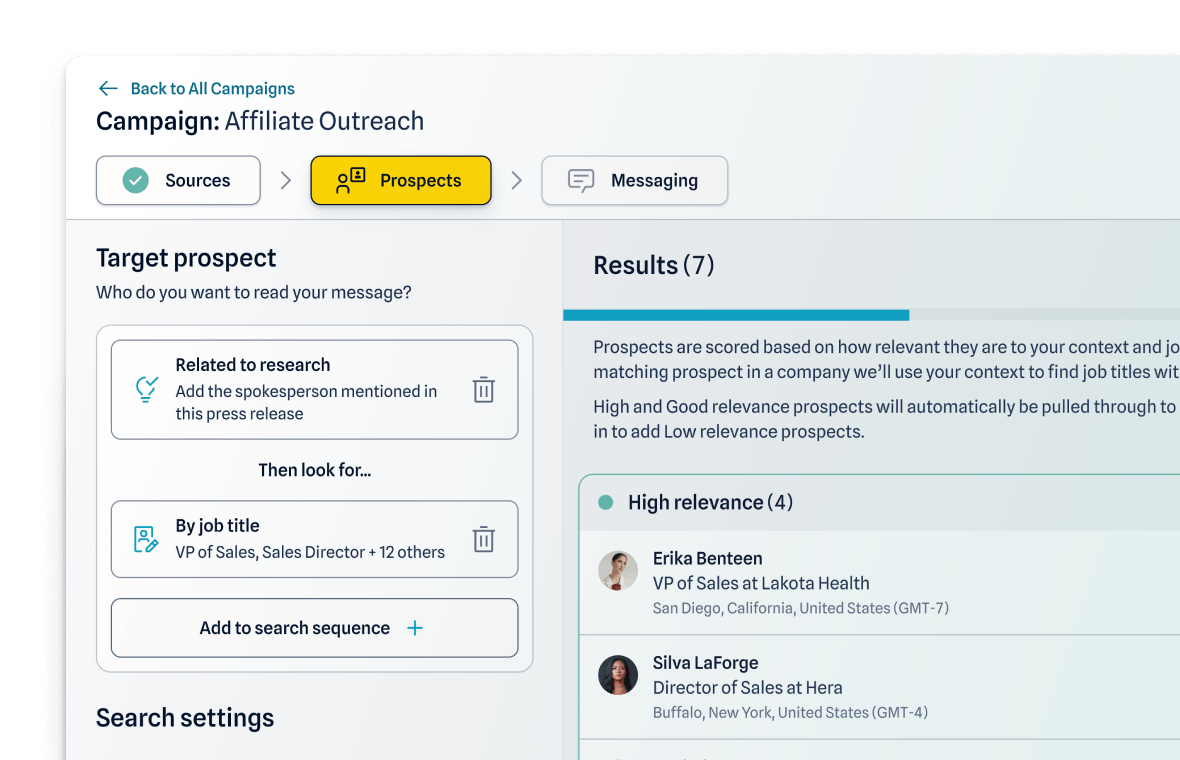 Back to All Campaigns
Campaign: Affiliate Outreach
Sources
Prospects
Messaging
Target prospect
Who do you want to read your message?
Related to research
Add the spokesperson mentioned in
this press release
Then look for...
By job title
VP of Sales, Sales Director + 12 others
Add to search sequence
Search settings
Results (7)
Prospects are scored based on how relevant they are to your context and
matching prospect in a company we’ll use your context to find job titles
High and Good relevance prospects will automatically be pulled through to
in to add Low relevance prospects.
High relevance (4)
Erika Benteen
VP of Sales at Lakota Health
San Diego, California, United States (GMT-7)
Silva LaForge
Director of Sales at Hera
Buffalo, New York, United States (GMT-4)